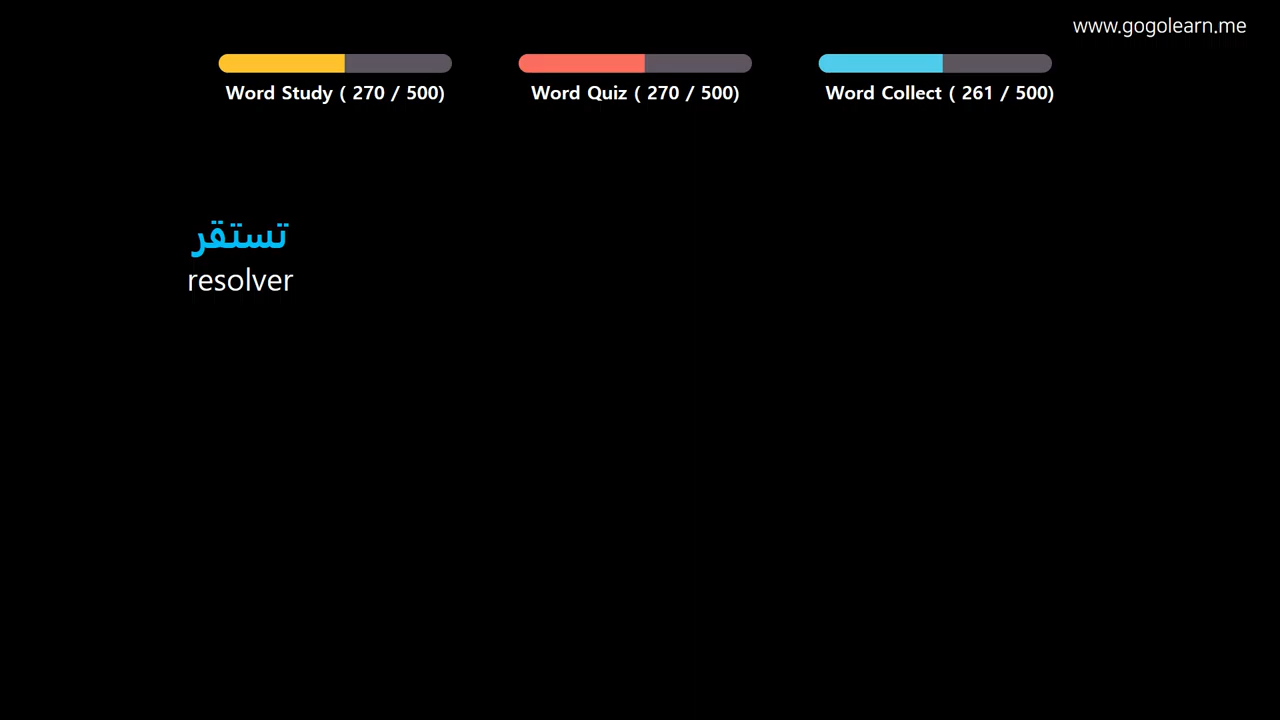 www.gogolearn.me
Word Study ( 270 / 500)
Word Quiz ( 270 / 500)
Word Collect ( 261 / 500)
تستقر
resolver